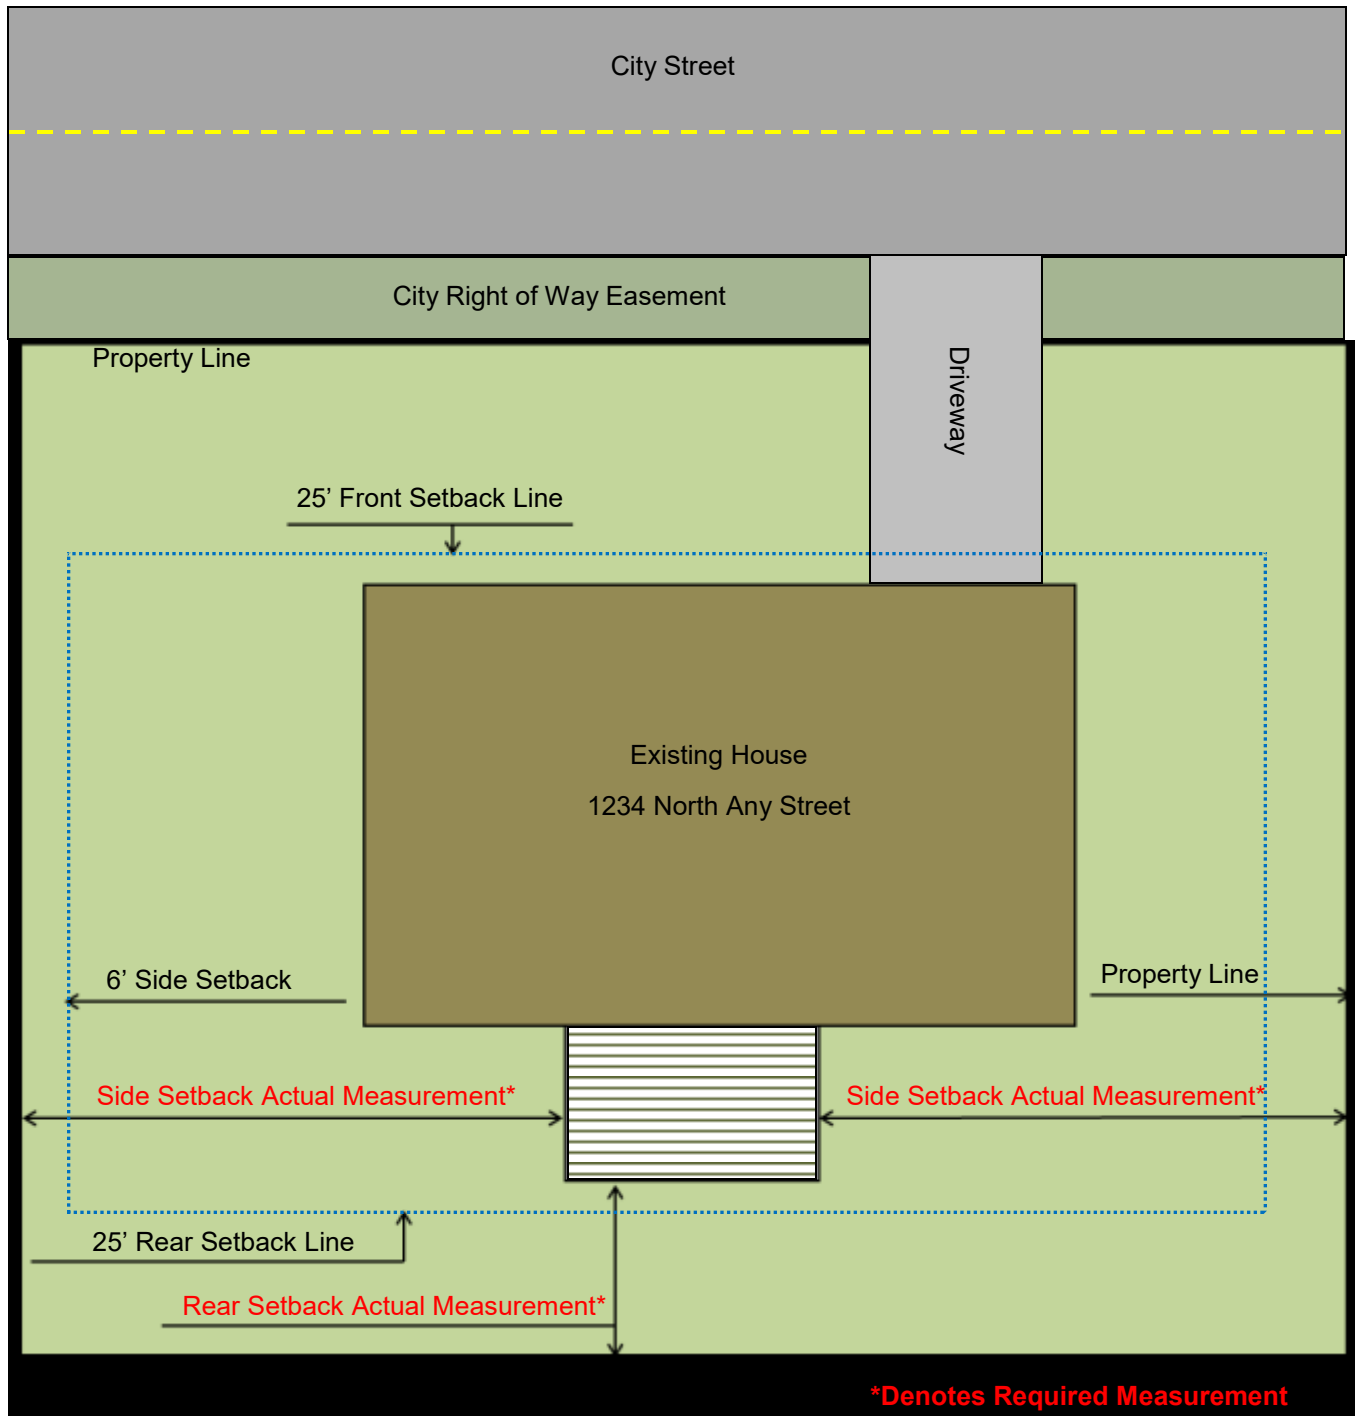 City Street
City Right of Way Easement
Property Line
Driveway
25’ Front Setback Line
Existing House
1234 North Any Street
6’ Side Setback
Property Line
Side Setback Actual Measurement*
Side Setback Actual Measurement*
25’ Rear Setback Line
Rear Setback Actual Measurement*
*Denotes Required Measurement